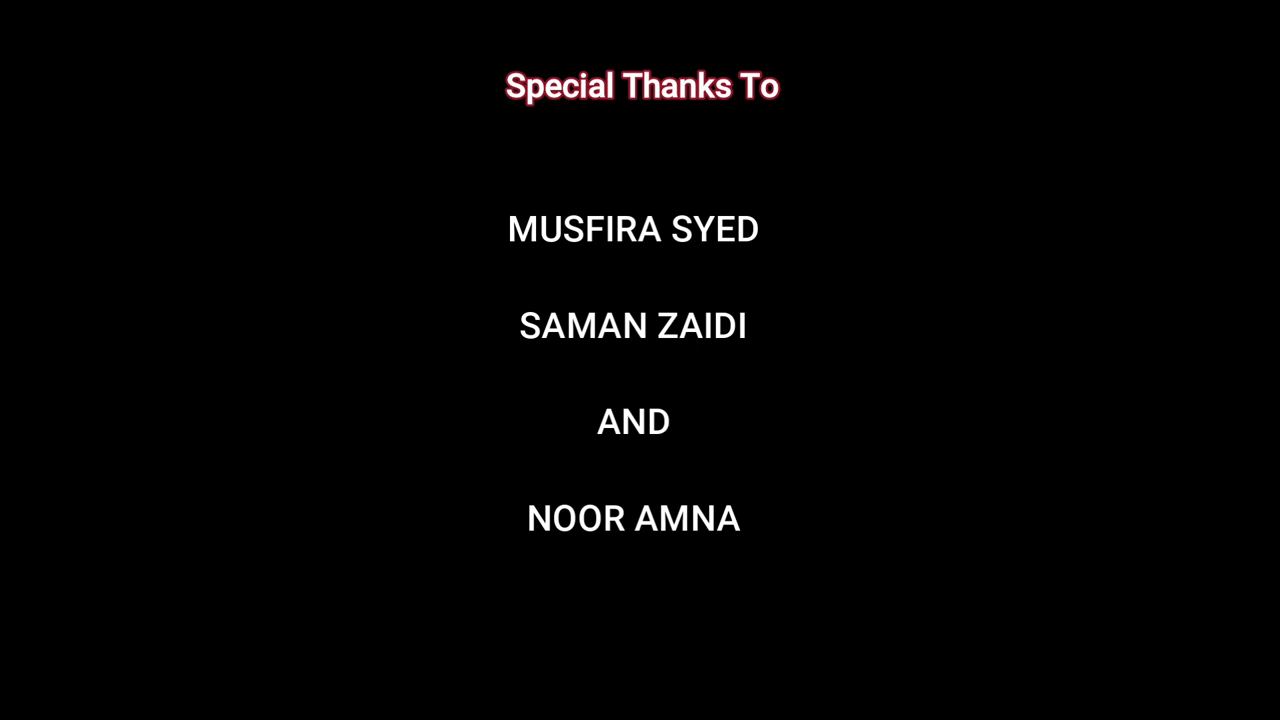 Special Thanks To
MUSFIRA SYED
SAMAN ZAIDI
AND
NOOR AMNA